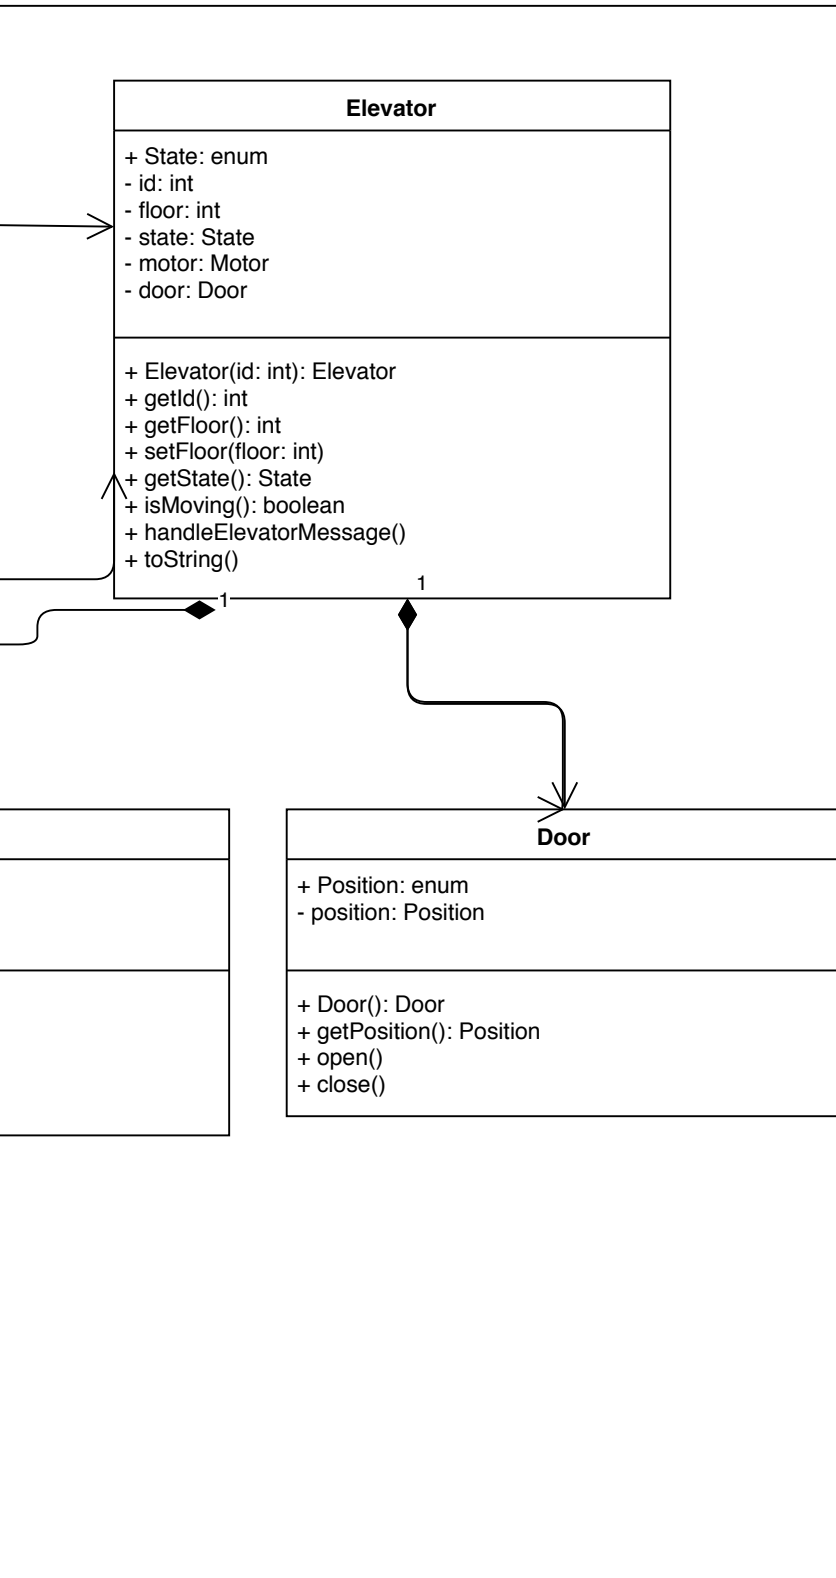 Elevator
+ State: enum
- id: int
- floor: int
- state: State
- motor: Motor
- door: Door
+ Elevator(id: int): Elevator
+ getId(): int
+ getFloor(): int
+ setFloor(floor: int)
+ getState(): State
+ isMoving(): boolean
+ handleElevatorMessage()
+ toString()
1
1
Door
+ Position: enum
- position: Position
+ Door(): Door
+ getPosition(): Position
+ open()
+ close()